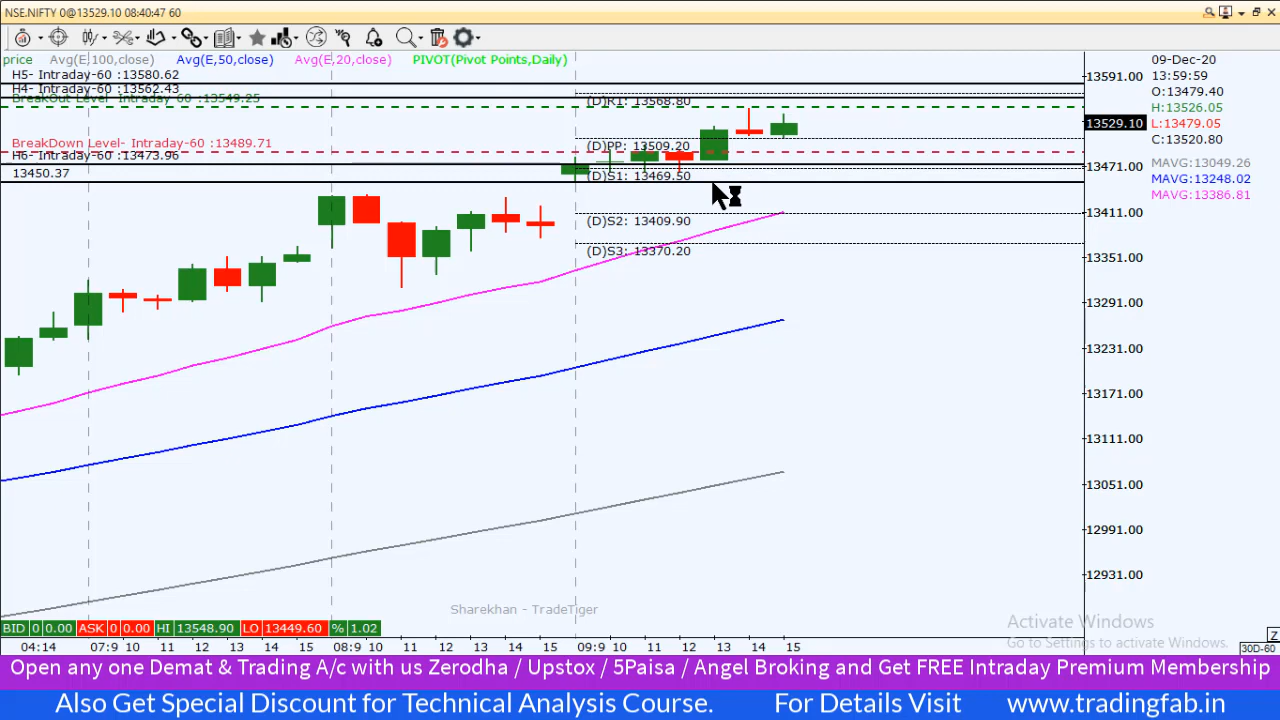 NSE.NIFTY 0@13529.10 08:40:47 60
price Avg(E,100,close) Avg(E,50,close) Avg(E,20,close) PIVOT(Pivot Points,Daily)
H5- Intraday-60 :13580.62
H4- Intraday-60 :13562.43
BreakOut Level- Intraday 60 :13549.25
BreakDown Level- Intraday-60 :13489.71
H6- Intraday-60 :13473.96
13450.37
(D)R1: 13568.80
(D)PP: 13509.20
(D)S1: 13469.50
(D)S2: 13409.90
(D)S3: 13370.20
13591.00
13529.10
13471.00
13411.00
13351.00
13291.00
13231.00
13171.00
13111.00
13051.00
12991.00
12931.00
09-Dec-20
13:59:59
O:13479.40
H:13526.05
L:13479.05
C:13520.80
MAVG:13049.26
MAVG:13248.02
MAVG:13386.81
Sharekhan - TradeTiger
Activate Windows
Go to Settings to activate Windows.
BID 0 0.00 ASK 0 0.00 HI 13548.90 LO 13449.60 % 1.02
04:14 07:9 10 11 12 13 14 15 08:9 10 11 12 13 14 15 09:9 10 11 12 13 14 15
30D-60
Z
Open any one Demat & Trading A/c with us Zerodha / Upstox / 5Paisa / Angel Broking and Get FREE Intraday Premium Membership
Also Get Special Discount for Technical Analysis Course. For Details Visit www.tradingfab.in